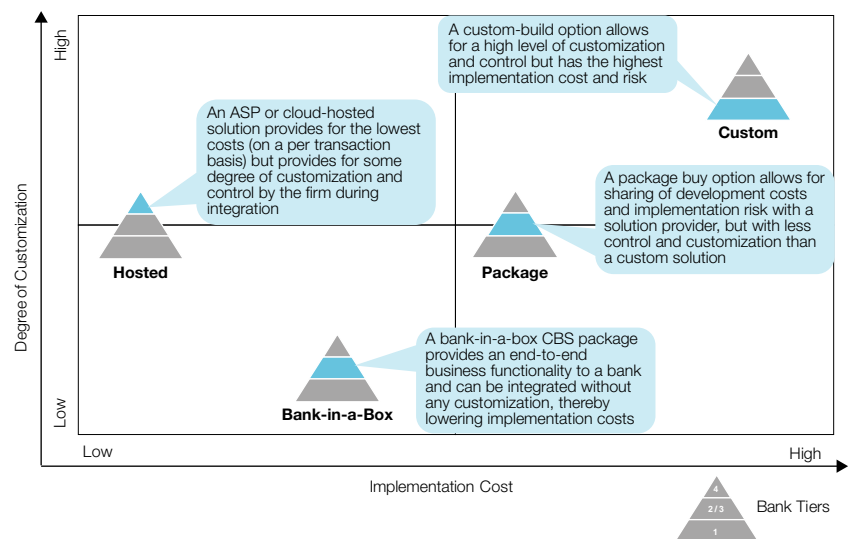 High
A custom-build option allows
for a high level of customization
and control but has the highest
implementation cost and risk
Custom
An ASP or cloud-hosted
solution provides for the lowest
costs (on a per transaction
basis) but provides for some
degree of customization and
control by the firm during
integration
A package buy option allows for
sharing of development costs
and implementation risk with a
solution provider, but with less
control and customization than
a custom solution
Hosted
Package
Degree of Customization
A bank-in-a-box CBS package
provides an end-to-end
business functionality to a bank
and can be integrated without
any customization, thereby
lowering implementation costs
Bank-in-a-Box
Low
Low
High
Implementation Cost
4
2 / 3
1
Bank Tiers